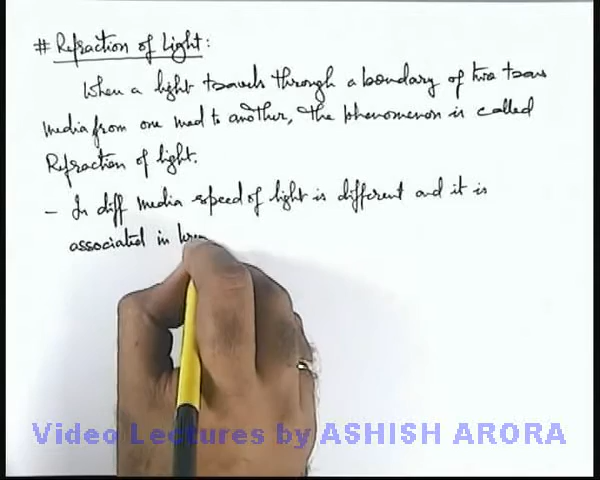 # Refraction of Light:
When a light travels through a boundary of two trans
media from one med to another, the phenomenon is called
Refraction of light.
- In diff media speed of light is different and it is
associated in
Video Lectures by ASHISH ARORA